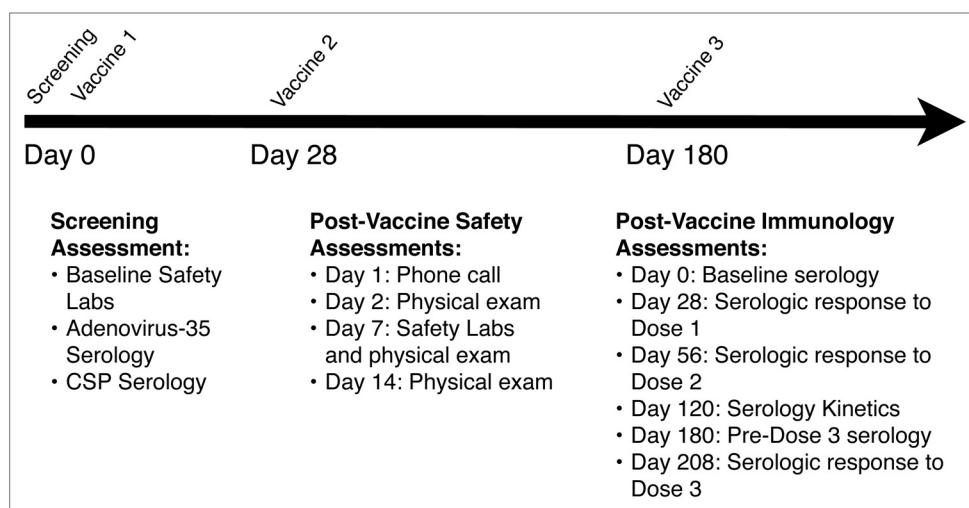 Screening
Vaccine 1
Vaccine 2
Vaccine 3
Day 0
Day 28
Day 180
Screening
Assessment:
• Baseline Safety
Labs
• Adenovirus-35
Serology
• CSP Serology
Post-Vaccine Safety
Assessments:
• Day 1: Phone call
• Day 2: Physical exam
• Day 7: Safety Labs
and physical exam
• Day 14: Physical exam
Post-Vaccine Immunology
Assessments:
• Day 0: Baseline serology
• Day 28: Serologic response to
Dose 1
• Day 56: Serologic response to
Dose 2
• Day 120: Serology Kinetics
• Day 180: Pre-Dose 3 serology
• Day 208: Serologic response to
Dose 3